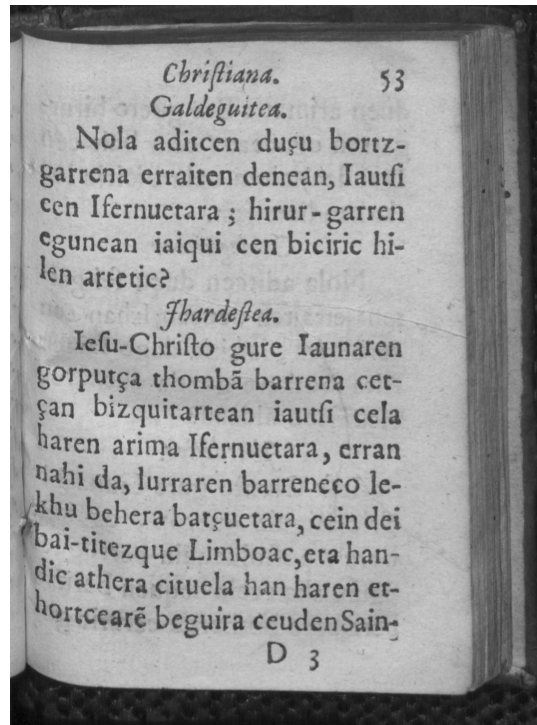 Chriſtiana. 53
Galdeguitea.
Nola aditcen duçu bortz-
garrena erraiten denean, Iautſi
cen Ifernuetara ; hirur-garren
egunean iaiqui cen biciric hi-
len artetic?
Jhardeſtea.
Ieſu-Chriſto gure Iaunaren
gorputça thombã barrena cet-
çan bizquitartean iautſi cela
haren arima Ifernuetara, erran
nahi da, lurraren barreneco le-
khu behera batçuetara, cein dei
bai-titezque Limboac, eta han-
dic athera cituela han haren et-
hortcearẽ beguira ceuden Sain-
D 3